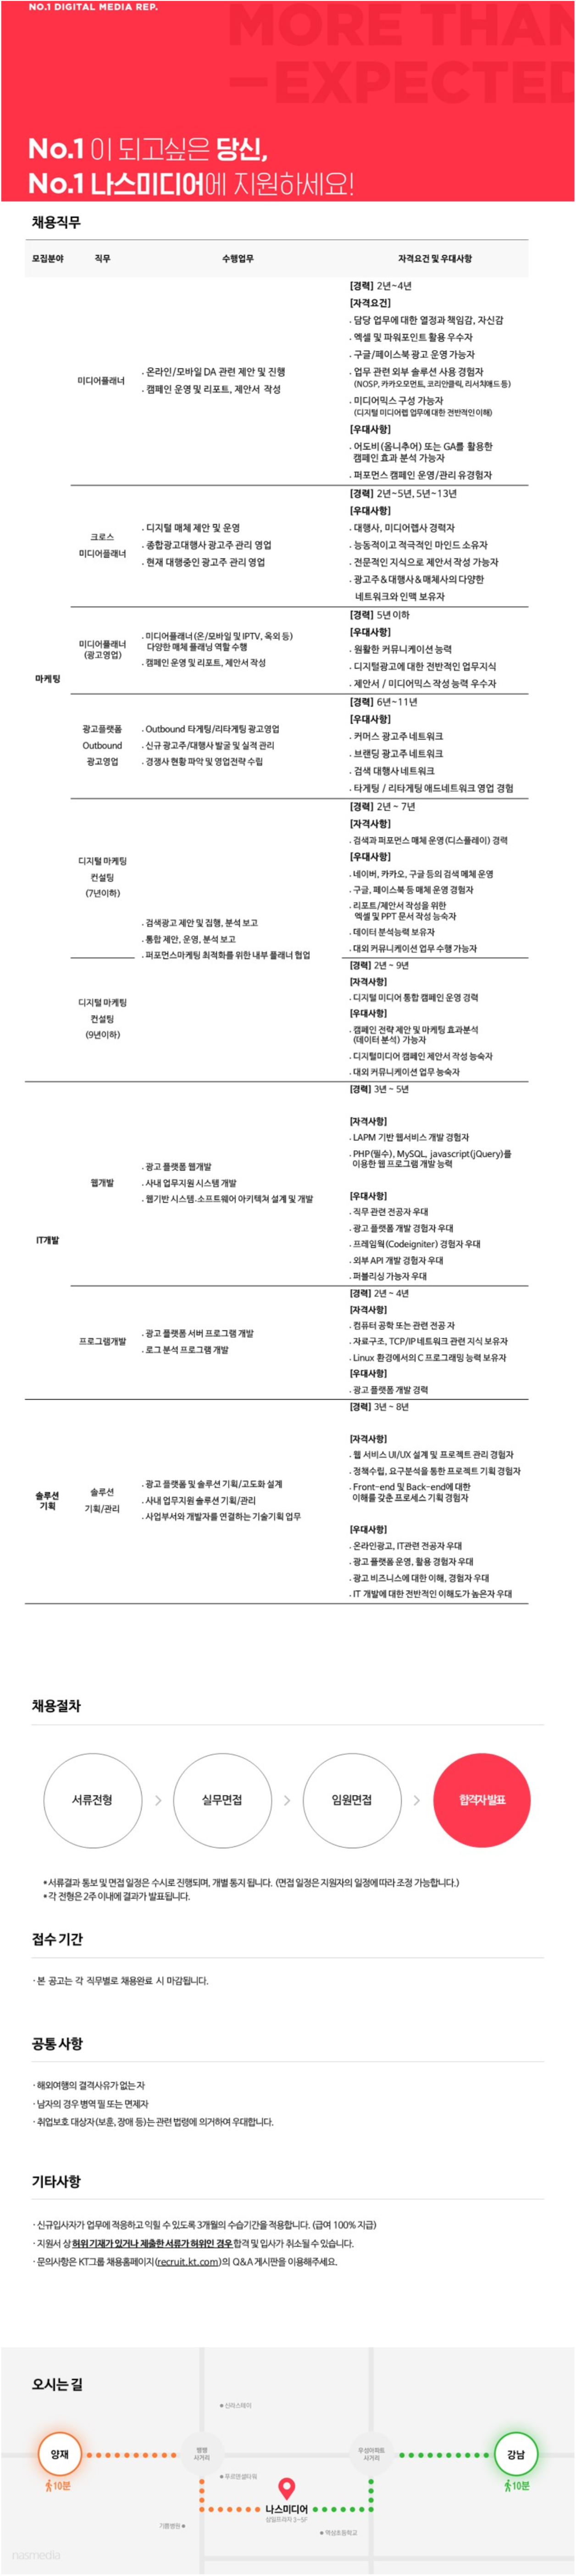 NO.1 DIGITAL MEDIA REP.
MORE THAN
—EXPECTED
No.1 이 되고싶은 당신,
No.1 나스미디어에 지원하세요!
채용직무
모집분야 직무 수행업무 자격요건 및 우대사항
마케팅
미디어플래너
. 온라인/모바일 DA 관련 제안 및 진행
. 캠페인 운영 및 리포트, 제안서 작성
[경력] 2년~4년
[자격요건]
. 담당 업무에 대한 열정과 책임감, 자신감
. 엑셀 및 파워포인트 활용 우수자
. 구글/페이스북 광고 운영 가능자
. 업무 관련 외부 솔루션 사용 경험자
(NOSP, 카카오모먼트, 코리안클릭, 리서치애드 등)
. 미디어믹스 구성 가능자
(디지털 미디어렙 업무에 대한 전반적인 이해)
[우대사항]
. 어도비(옴니추어) 또는 GA를 활용한
캠페인 효과 분석 가능자
. 퍼포먼스 캠페인 운영/관리 유경험자
크로스
미디어플래너
. 디지털 매체 제안 및 운영
. 종합광고대행사 광고주 관리 영업
. 현재 대행중인 광고주 관리 영업
[경력] 2년~5년, 5년~13년
[우대사항]
. 대행사, 미디어렙사 경력자
. 능동적이고 적극적인 마인드 소유자
. 전문적인 지식으로 제안서 작성 가능자
. 광고주&대행사&매체사의 다양한
네트워크와 인맥 보유자
미디어플래너
(광고영업)
. 미디어플래너(온/모바일 및 IPTV, 옥외 등)
다양한 매체 플래닝 역할 수행
. 캠페인 운영 및 리포트, 제안서 작성
[경력] 5년 이하
[우대사항]
. 원활한 커뮤니케이션 능력
. 디지털광고에 대한 전반적인 업무지식
. 제안서 / 미디어믹스 작성 능력 우수자
광고플랫폼
Outbound
광고영업
. Outbound 타게팅/리타게팅 광고영업
. 신규 광고주/대행사 발굴 및 실적 관리
. 경쟁사 현황 파악 및 영업전략 수립
[경력] 6년~11년
[우대사항]
. 커머스 광고주 네트워크
. 브랜딩 광고주 네트워크
. 검색 대행사 네트워크
. 타게팅 / 리타게팅 애드네트워크 영업 경험
디지털 마케팅
컨설팅
(7년이하)
. 검색광고 제안 및 집행, 분석 보고
. 통합 제안, 운영, 분석 보고
. 퍼포먼스마케팅 최적화를 위한 내부 플래너 협업
[경력] 2년 ~ 7년
[자격사항]
. 검색과 퍼포먼스 매체 운영(디스플레이) 경력
[우대사항]
. 네이버, 카카오, 구글 등의 검색 매체 운영
. 구글, 페이스북 등 매체 운영 경험자
. 리포트/제안서 작성을 위한
엑셀 및 PPT 문서 작성 능숙자
. 데이터 분석능력 보유자
. 대외 커뮤니케이션 업무 수행 가능자
디지털 마케팅
컨설팅
(9년이하)
[경력] 2년 ~ 9년
[자격사항]
. 디지털 미디어 통합 캠페인 운영 경력
[우대사항]
. 캠페인 전략 제안 및 마케팅 효과분석
(데이터 분석) 가능자
. 디지털미디어 캠페인 제안서 작성 능숙자
. 대외 커뮤니케이션 업무 능숙자
IT개발
웹개발
. 광고 플랫폼 웹개발
. 사내 업무지원 시스템 개발
. 웹기반 시스템·소프트웨어 아키텍처 설계 및 개발
[경력] 3년 ~ 5년
[자격사항]
. LAPM 기반 웹서비스 개발 경험자
. PHP(필수), MySQL, javascript(jQuery)를
이용한 웹 프로그램 개발 능력
[우대사항]
. 직무 관련 전공자 우대
. 광고 플랫폼 개발 경험자 우대
. 프레임웍(Codeigniter) 경험자 우대
. 외부 API 개발 경험자 우대
. 퍼블리싱 가능자 우대
프로그램개발
. 광고 플랫폼 서버 프로그램 개발
. 로그 분석 프로그램 개발
[경력] 2년 ~ 4년
[자격사항]
. 컴퓨터 공학 또는 관련 전공 자
. 자료구조, TCP/IP 네트워크 관련 지식 보유자
. Linux 환경에서의 C 프로그래밍 능력 보유자
[우대사항]
. 광고 플랫폼 개발 경력
솔루션
기획
솔루션
기획/관리
. 광고 플랫폼 및 솔루션 기획/고도화 설계
. 사내 업무지원 솔루션 기획/관리
. 사업부서와 개발자를 연결하는 기술기획 업무
[경력] 3년 ~ 8년
[자격사항]
. 웹 서비스 UI/UX 설계 및 프로젝트 관리 경험자
. 정책수립, 요구분석을 통한 프로젝트 기획 경험자
. Front-end 및 Back-end에 대한
이해를 갖춘 프로세스 기획 경험자
[우대사항]
. 온라인광고, IT관련 전공자 우대
. 광고 플랫폼 운영, 활용 경험자 우대
. 광고 비즈니스에 대한 이해, 경험자 우대
. IT 개발에 대한 전반적인 이해도가 높은자 우대
채용절차
서류전형 > 실무면접 > 임원면접 > 합격자발표
*서류결과 통보 및 면접 일정은 수시로 진행되며, 개별 통지 됩니다. (면접 일정은 지원자의 일정에 따라 조정 가능합니다.)
*각 전형은 2주 이내에 결과가 발표됩니다.
접수 기간
· 본 공고는 각 직무별로 채용완료 시 마감됩니다.
공통 사항
· 해외여행의 결격사유가 없는 자
· 남자의 경우 병역 필 또는 면제자
· 취업보호 대상자(보훈, 장애 등)는 관련 법령에 의거하여 우대합니다.
기타사항
· 신규입사자가 업무에 적응하고 익힐 수 있도록 3개월의 수습기간을 적용합니다. (급여 100% 지급)
· 지원서 상 허위 기재가 있거나 제출한 서류가 허위인 경우 합격 및 입사가 취소될 수 있습니다.
· 문의사항은 KT그룹 채용홈페이지(recruit.kt.com)의 Q&A 게시판을 이용해주세요.
오시는 길
신라스테이
양재
10분
뱅뱅
사거리
우성아파트
사거리
강남
10분
푸르덴셜타워
나스미디어
삼일프라자 3~5F
기쁨병원
역삼초등학교
nasmedia